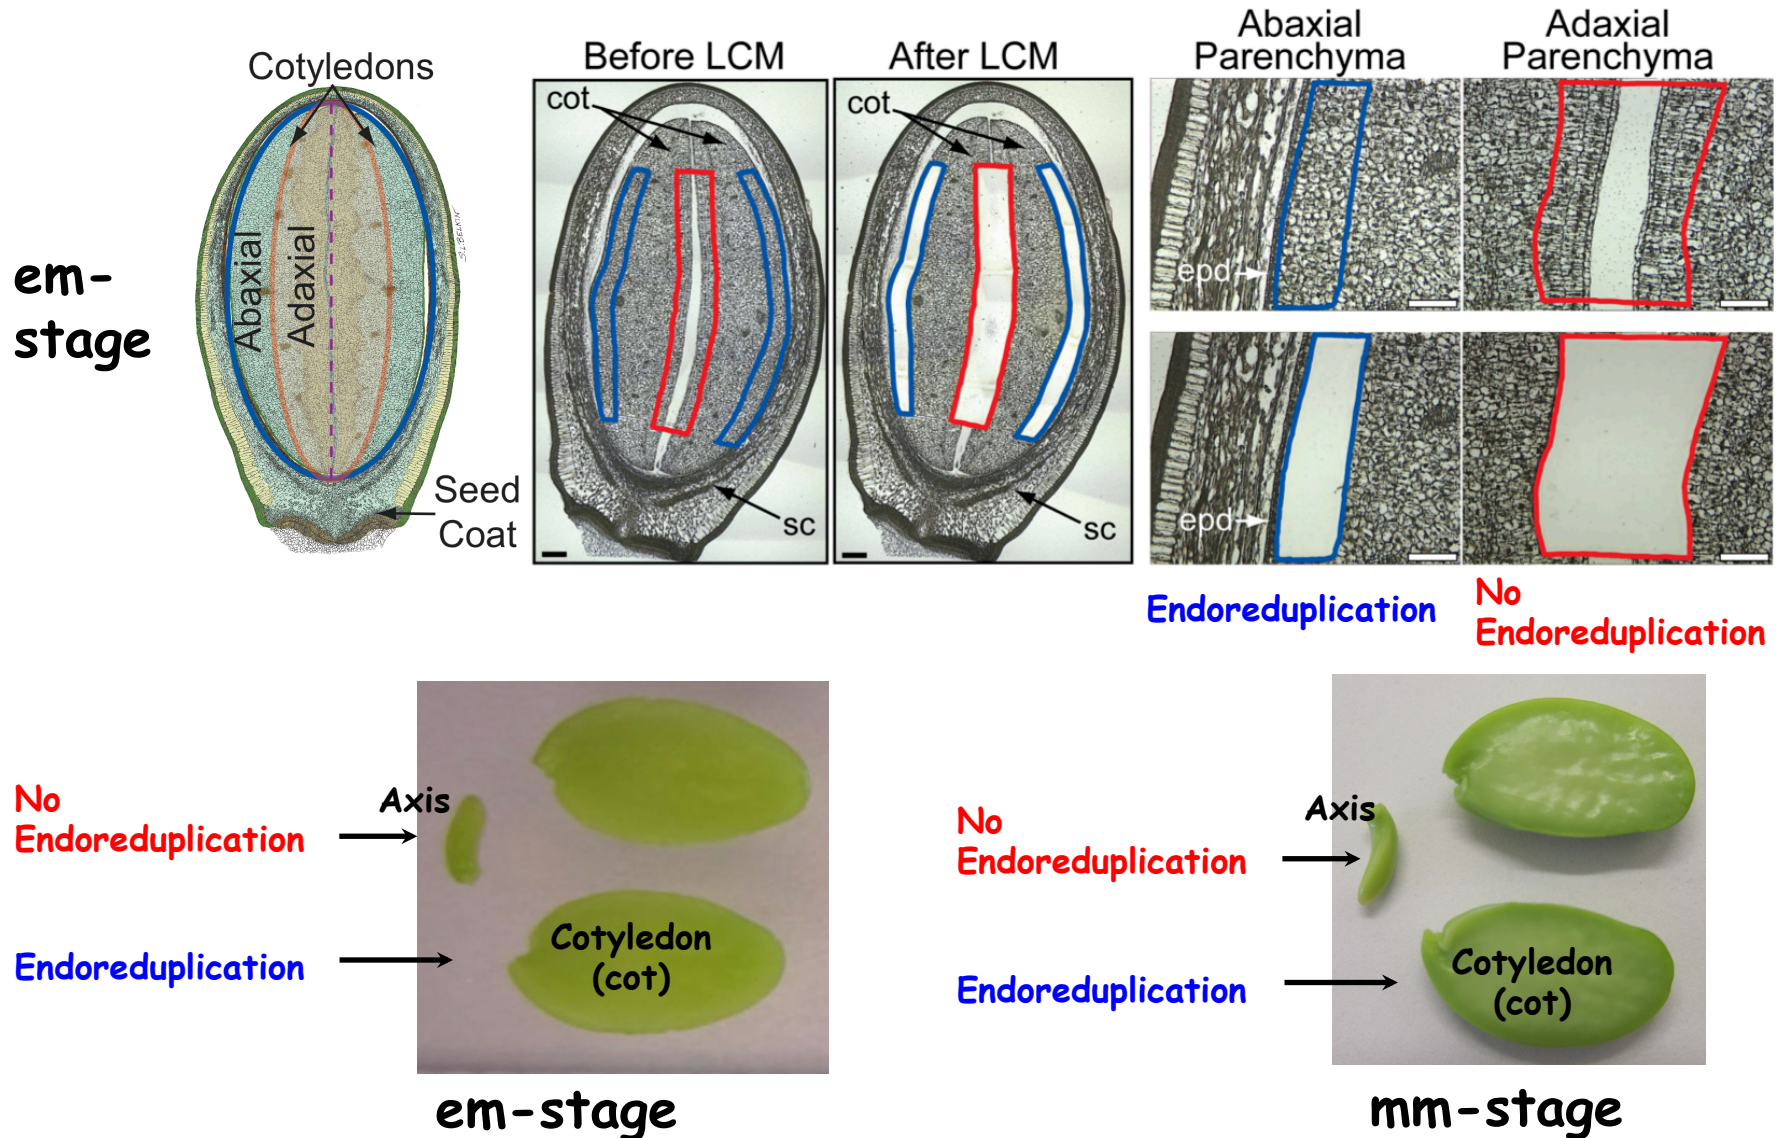 Cotyledons
Before LCM
After LCM
Abaxial
Parenchyma
Adaxial
Parenchyma
em-
stage
Abaxial
Adaxial
S.L.BELKIN
Seed
Coat
cot
sc
cot
sc
epd
epd
Endoreduplication
No
Endoreduplication
No
Endoreduplication
Axis
Endoreduplication
Cotyledon
(cot)
em-stage
No
Endoreduplication
Axis
Endoreduplication
Cotyledon
(cot)
mm-stage